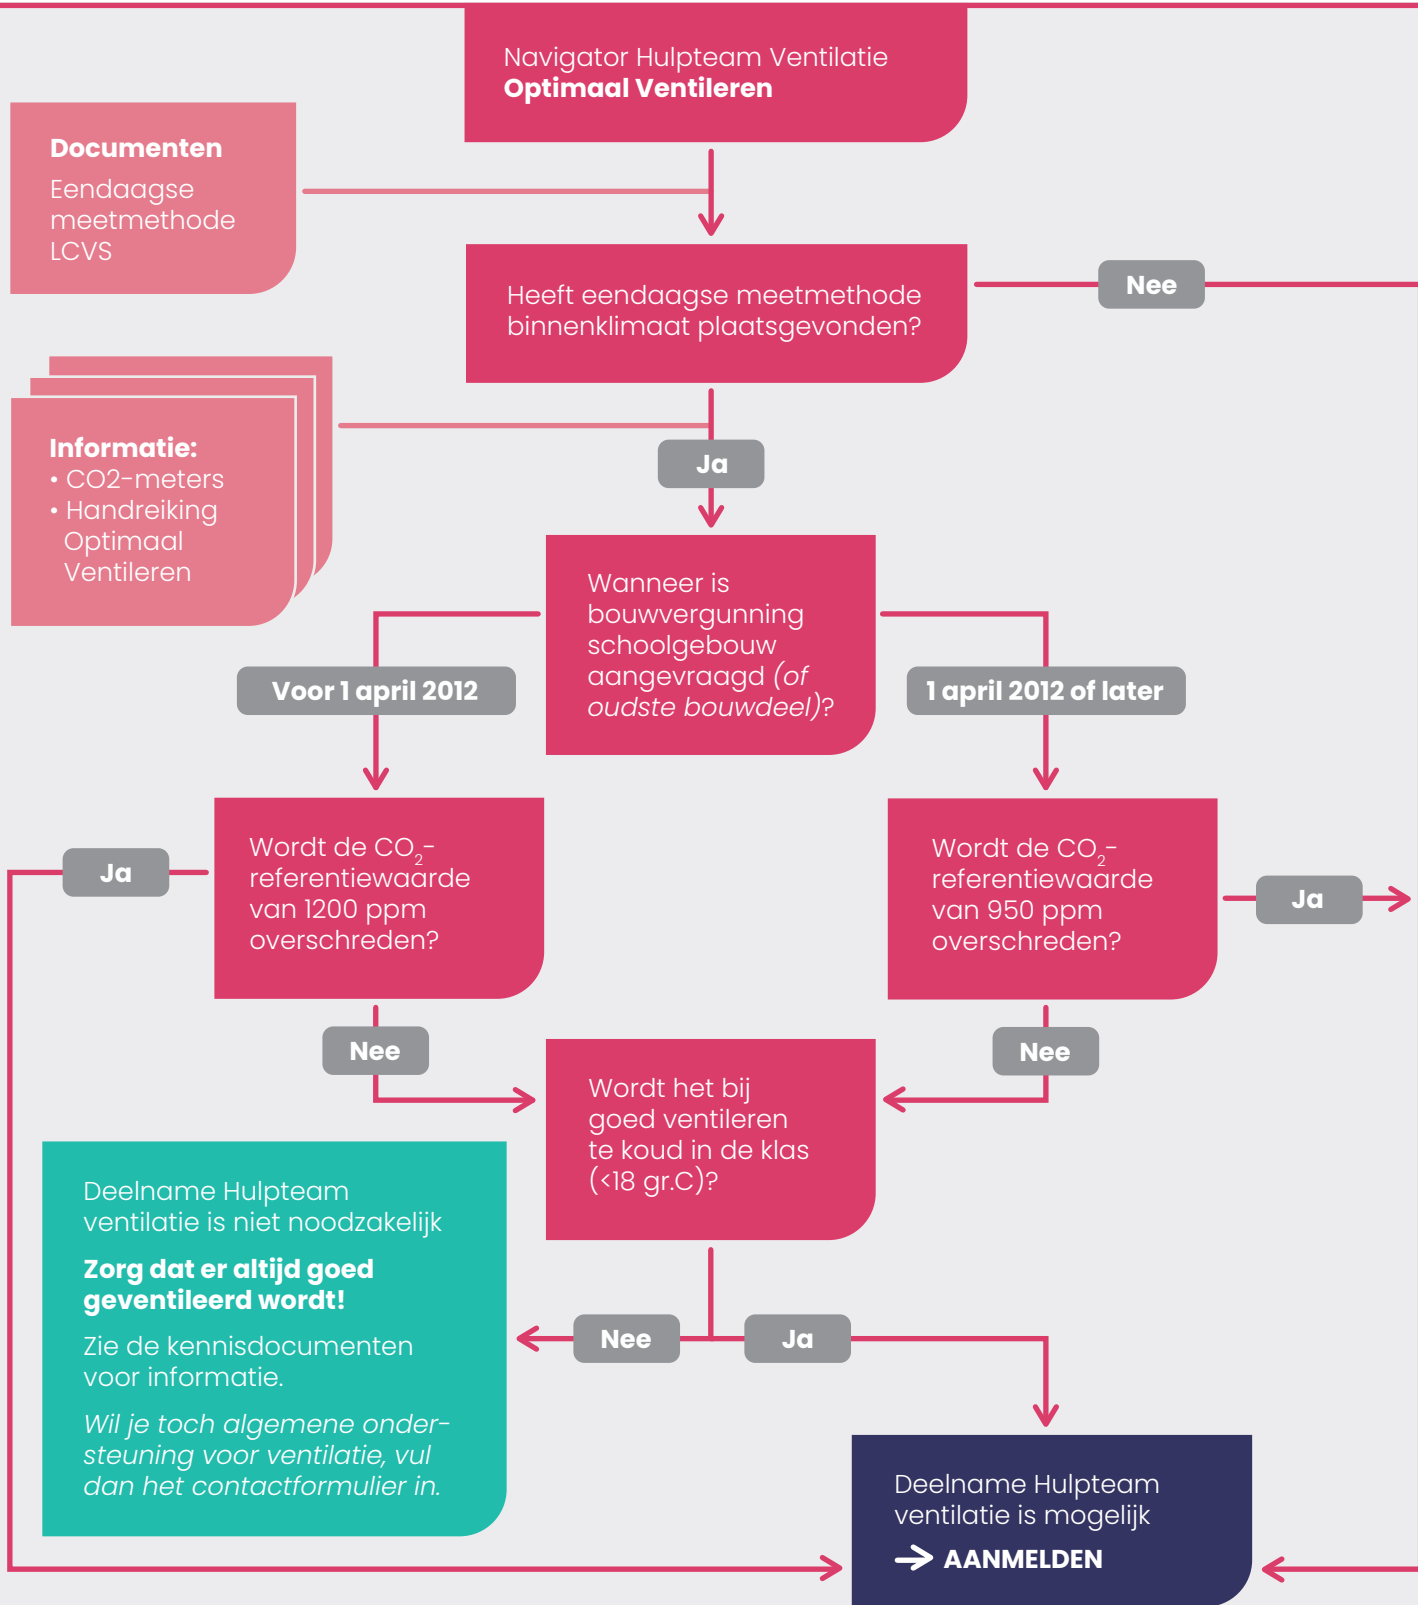 Navigator Hulpteam Ventilatie
Optimaal Ventileren
Documenten
Eendaagse
meetmethode
LCVS
Heeft eendaagse meetmethode
binnenklimaat plaatsgevonden?
Nee
Informatie:
• CO2-meters
• Handreiking
Optimaal
Ventileren
Ja
Wanneer is
bouwvergunning
schoolgebouw
aangevraagd (of
oudste bouwdeel)?
Voor 1 april 2012
1 april 2012 of later
Wordt de CO₂-
referentiewaarde
van 1200 ppm
overschreden?
Ja
Wordt de CO₂-
referentiewaarde
van 950 ppm
overschreden?
Ja
Nee
Nee
Wordt het bij
goed ventileren
te koud in de klas
(<18 gr.C)?
Deelname Hulpteam
ventilatie is niet noodzakelijk
Zorg dat er altijd goed
geventileerd wordt!
Zie de kennisdocumenten
voor informatie.
Wil je toch algemene onder-
steuning voor ventilatie, vul
dan het contactformulier in.
Nee
Ja
Deelname Hulpteam
ventilatie is mogelijk
→ AANMELDEN